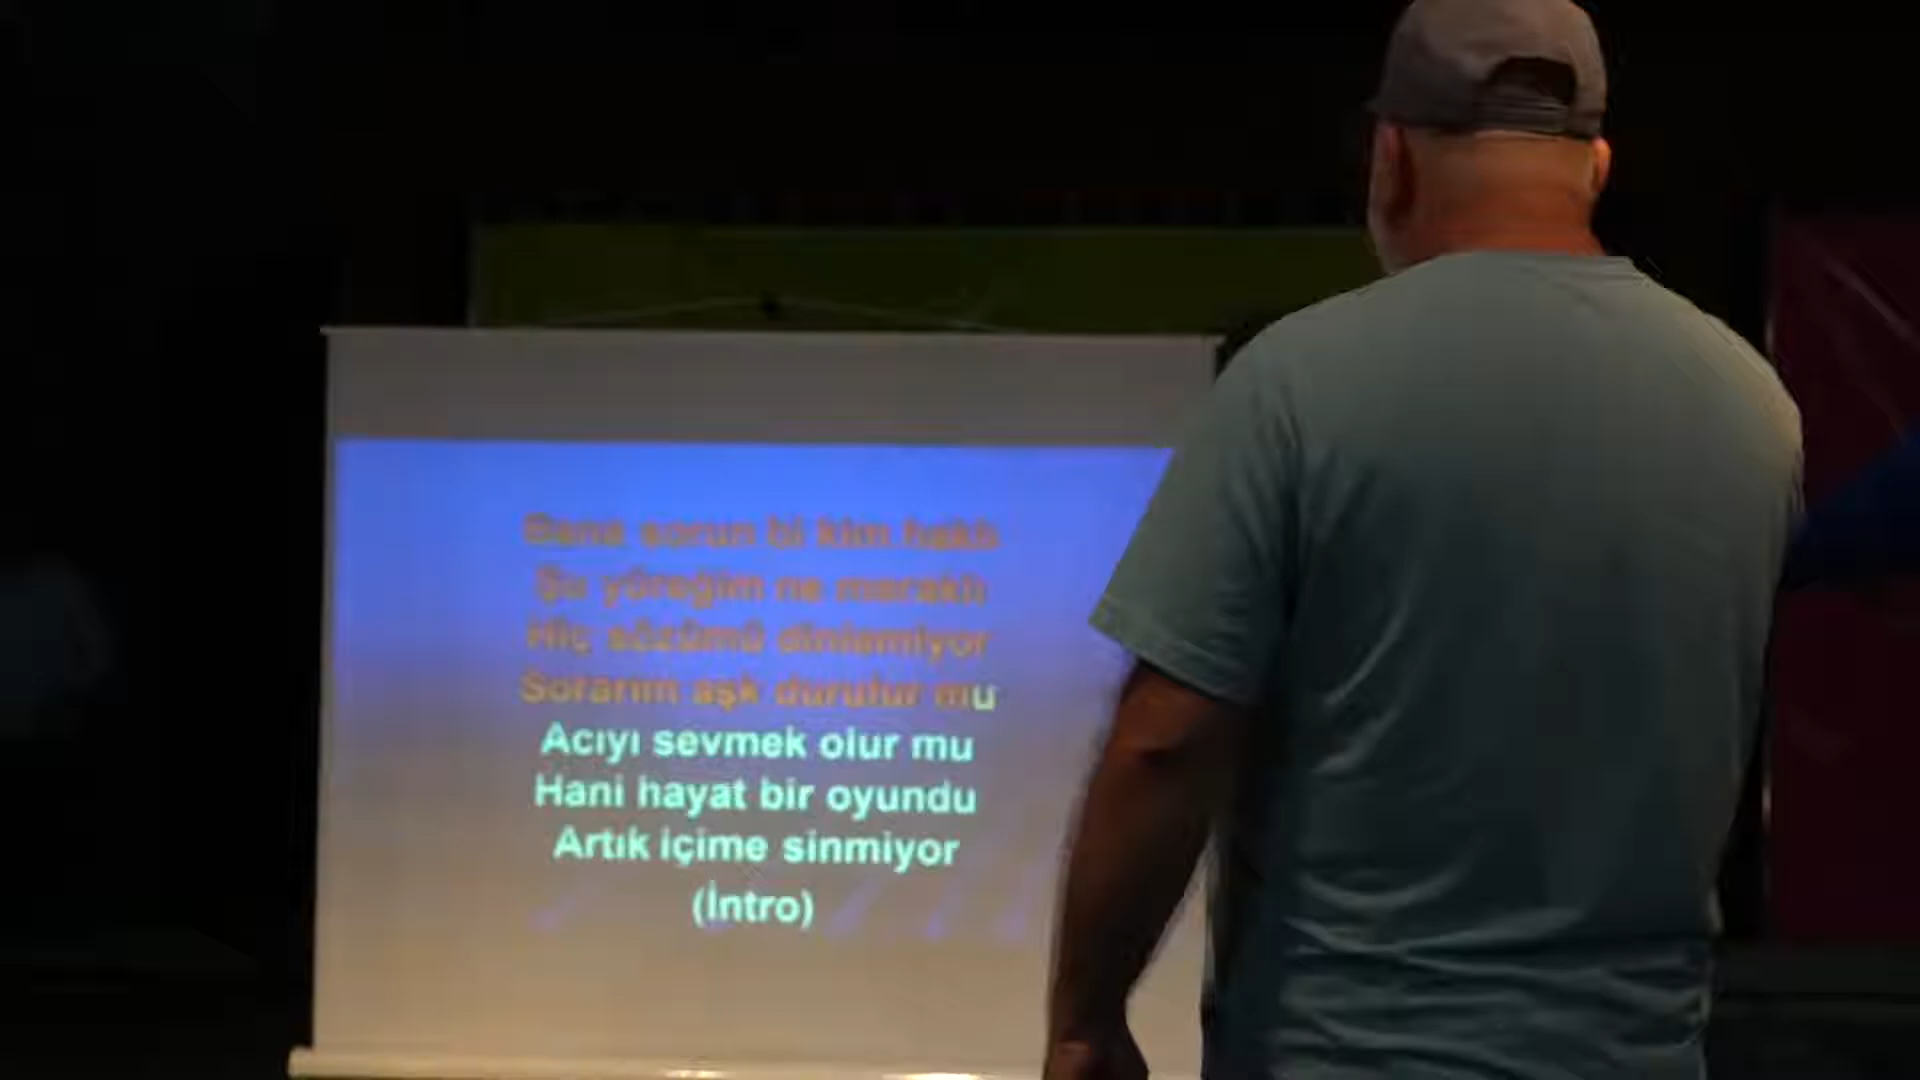 Bana sorun bi kim haklı
Şu yüreğim ne meraklı
Hiç sözümü dinlemiyor
Sorarım aşk durulur mu
Acıyı sevmek olur mu
Hani hayat bir oyundu
Artık içime sinmiyor
(İntro)